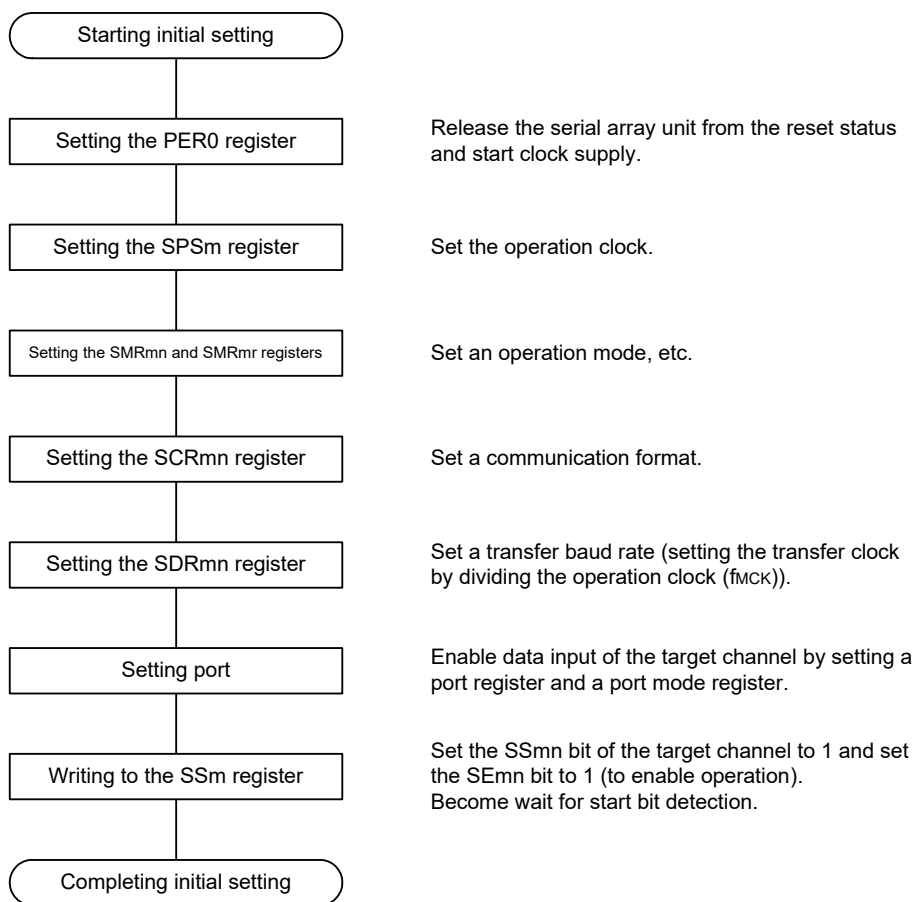 Starting initial setting
Setting the PER0 register
Release the serial array unit from the reset status
and start clock supply.
Setting the SPSm register
Set the operation clock.
Setting the SMRmn and SMRmr registers
Set an operation mode, etc.
Setting the SCRmn register
Set a communication format.
Setting the SDRmn register
Set a transfer baud rate (setting the transfer clock
by dividing the operation clock (fMCK)).
Setting port
Enable data input of the target channel by setting a
port register and a port mode register.
Writing to the SSm register
Set the SSmn bit of the target channel to 1 and set
the SEmn bit to 1 (to enable operation).
Become wait for start bit detection.
Completing initial setting